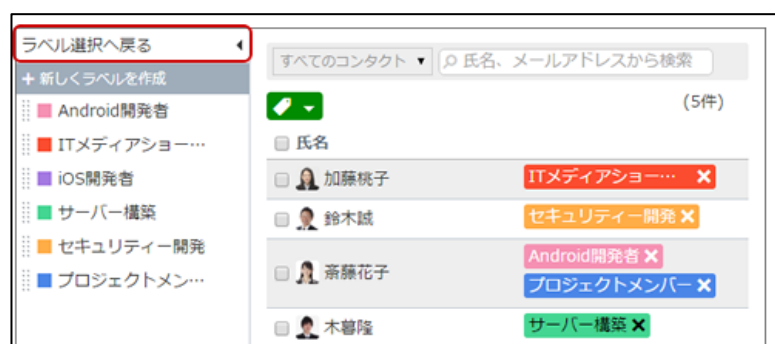 ラベル選択へ戻る
+ 新しくラベルを作成
Android開発者
ITメディアショー…
iOS開発者
サーバー構築
セキュリティー開発
プロジェクトメン…
すべてのコンタクト
氏名、メールアドレスから検索
(5件)
氏名
加藤桃子
ITメディアショー…
鈴木誠
セキュリティー開発
斎藤花子
Android開発者
プロジェクトメンバー
木暮隆
サーバー構築